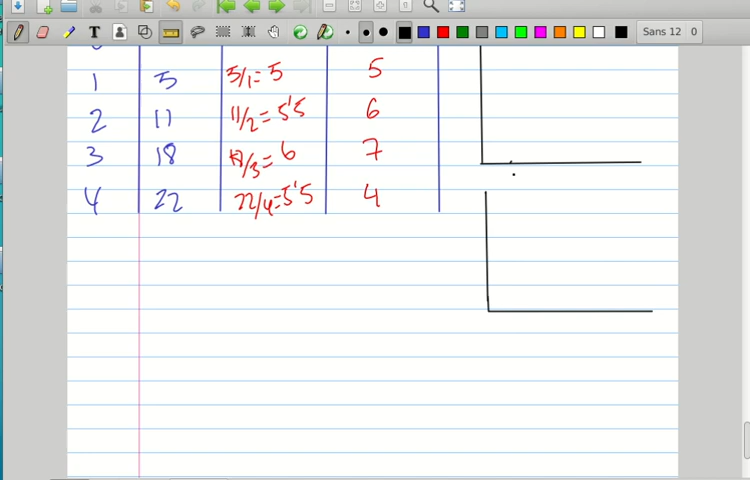 Sans 12 0
1 5 5/1=5 5
2 11 11/2=5'5 6
3 18 18/3=6 7
4 22 22/4=5'5 4